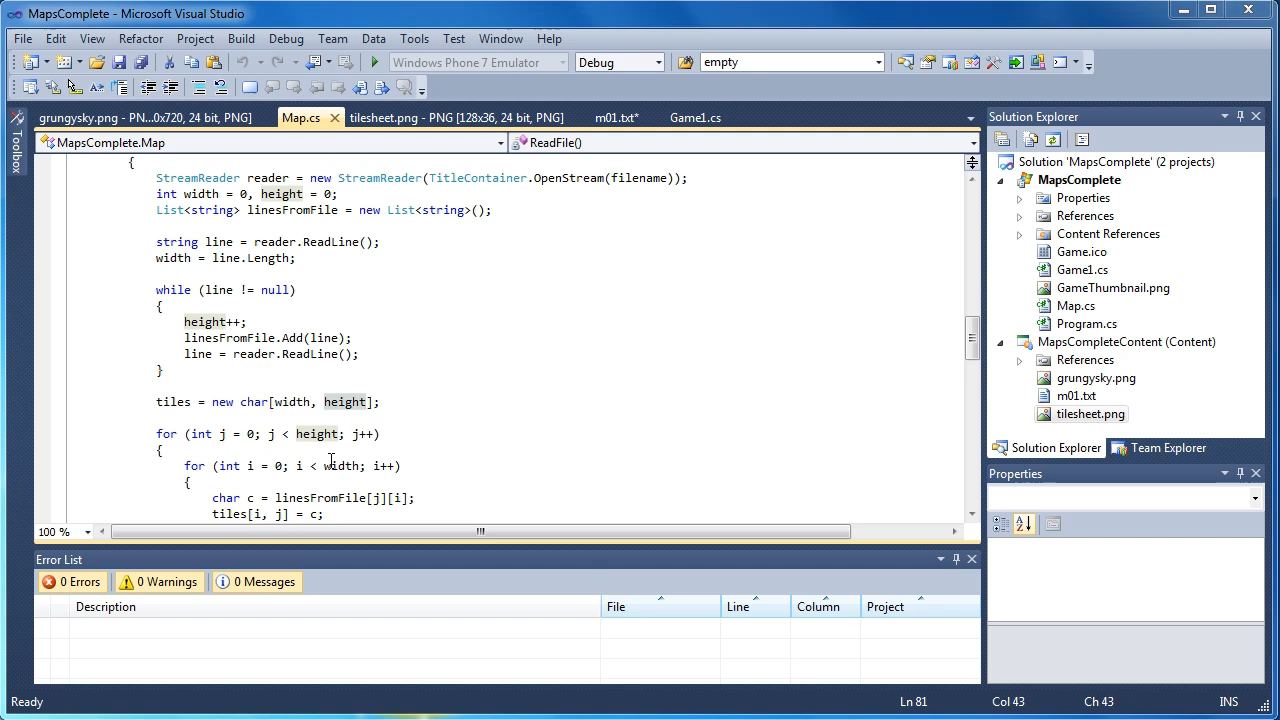 MapsComplete - Microsoft Visual Studio
File Edit View Refactor Project Build Debug Team Data Tools Test Window Help
Windows Phone 7 Emulator Debug empty
grungysky.png - PN...0x720, 24 bit, PNG] Map.cs tilesheet.png - PNG [128x36, 24 bit, PNG] m01.txt* Game1.cs
MapsComplete.Map ReadFile()
Toolbox
{
StreamReader reader = new StreamReader(TitleContainer.OpenStream(filename));
int width = 0, height = 0;
List<string> linesFromFile = new List<string>();
string line = reader.ReadLine();
width = line.Length;
while (line != null)
{
height++;
linesFromFile.Add(line);
line = reader.ReadLine();
}
tiles = new char[width, height];
for (int j = 0; j < height; j++)
{
for (int i = 0; i < width; i++)
{
char c = linesFromFile[j][i];
tiles[i, j] = c;
100 %
Error List
0 Errors 0 Warnings 0 Messages
Description File Line Column Project
Solution Explorer
Solution 'MapsComplete' (2 projects)
MapsComplete
Properties
References
Content References
Game.ico
Game1.cs
GameThumbnail.png
Map.cs
Program.cs
MapsCompleteContent (Content)
References
grungysky.png
m01.txt
tilesheet.png
Solution Explorer Team Explorer
Properties
Ready Ln 81 Col 43 Ch 43 INS